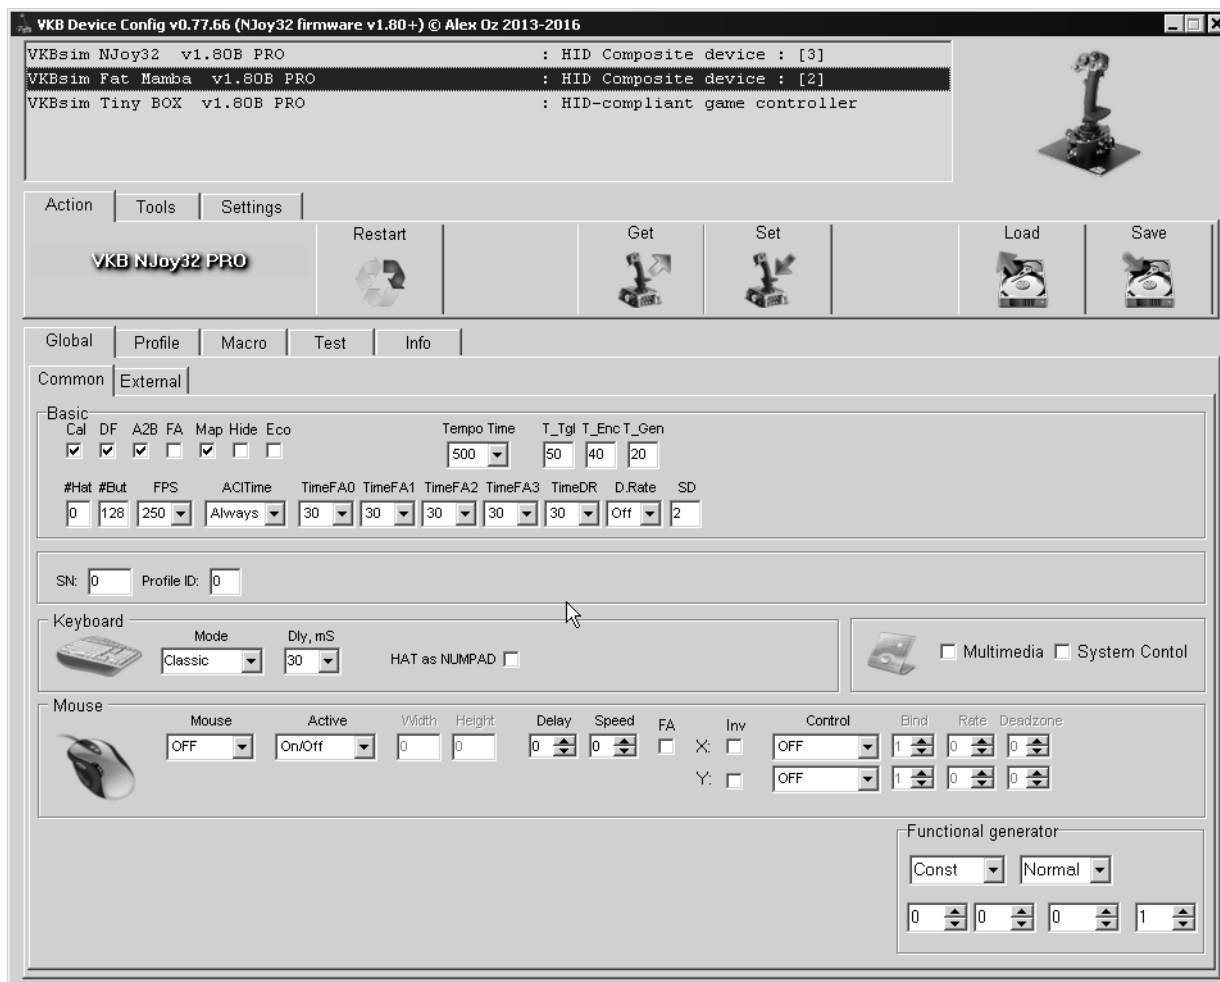 VKB Device Config v0.77.66 (NJoy32 firmware v1.80+) © Alex Oz 2013-2016
VKBsim NJoy32 v1.80B PRO : HID Composite device : [3]
VKBsim Fat Mamba v1.80B PRO : HID Composite device : [2]
VKBsim Tiny BOX v1.80B PRO : HID-compliant game controller
Action Tools Settings
Restart Get Set Load Save
VKB NJoy32 PRO
Global Profile Macro Test Info
Common External
Basic
Cal DF A2B FA Map Hide Eco Tempo Time T_Tgl T_Enc T_Gen
500 50 40 20
#Hat #But FPS ACITime TimeFA0 TimeFA1 TimeFA2 TimeFA3 TimeDR D.Rate SD
0 128 250 Always 30 30 30 30 30 Off 2
SN: 0 Profile ID: 0
Keyboard
Mode Dly, mS
Classic 30 HAT as NUMPAD Multimedia System Contol
Mouse
Mouse Active Width Height Delay Speed FA Inv Control Bind Rate Deadzone
OFF On/Off 0 0 0 0 X: OFF 1 0 0
Y: OFF 1 0 0
Functional generator
Const Normal
0 0 0 1